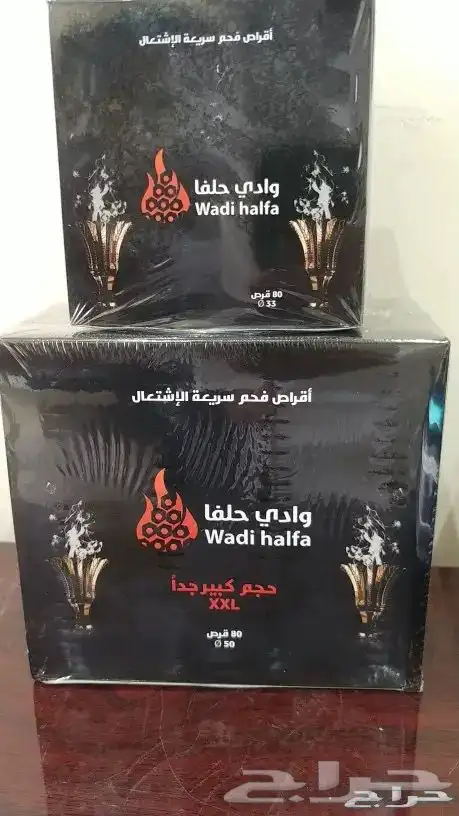 أقراص فحم سريعة الإشتعال
وادي حلفا
Wadi halfa
80 قرص
Ø 33
أقراص فحم سريعة الإشتعال
وادي حلفا
Wadi halfa
حجم كبير جداً
XXL
80 قرص
Ø 50
حراج
حراج